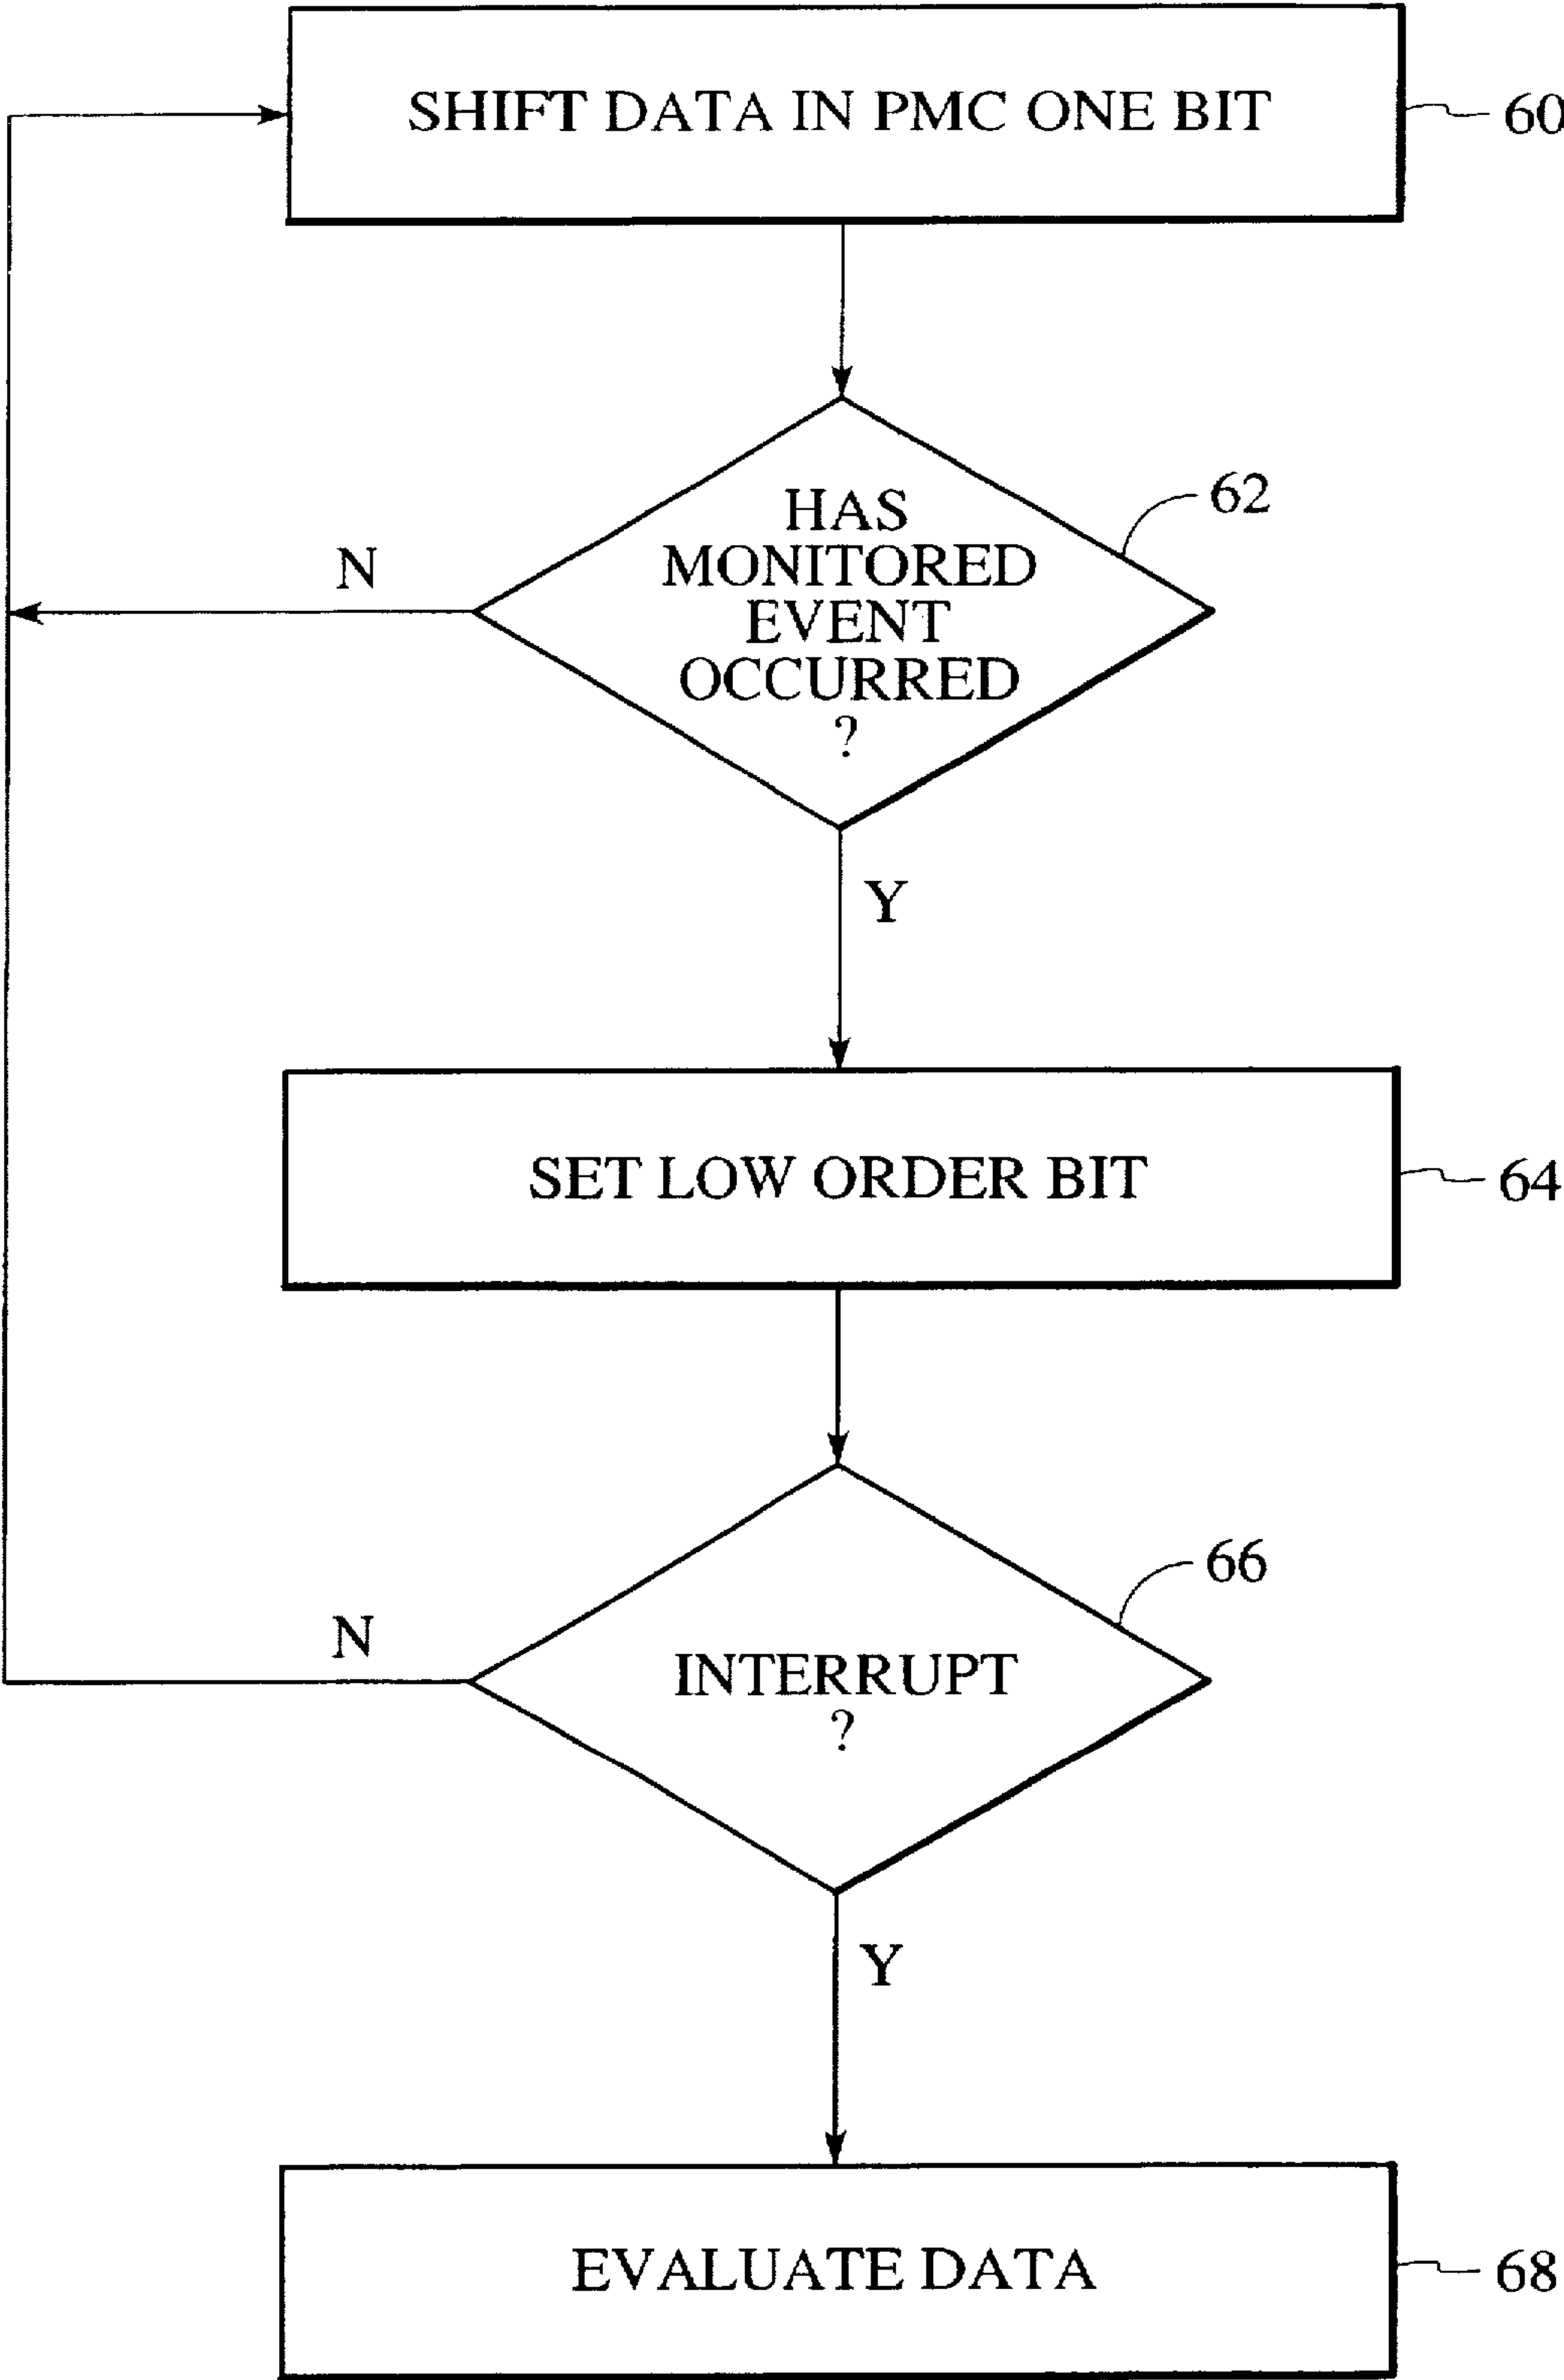 SHIFT DATA IN PMC ONE BIT
60
HAS
MONITORED
EVENT
OCCURRED
?
62
N
Y
SET LOW ORDER BIT
64
INTERRUPT
?
66
N
Y
EVALUATE DATA
68